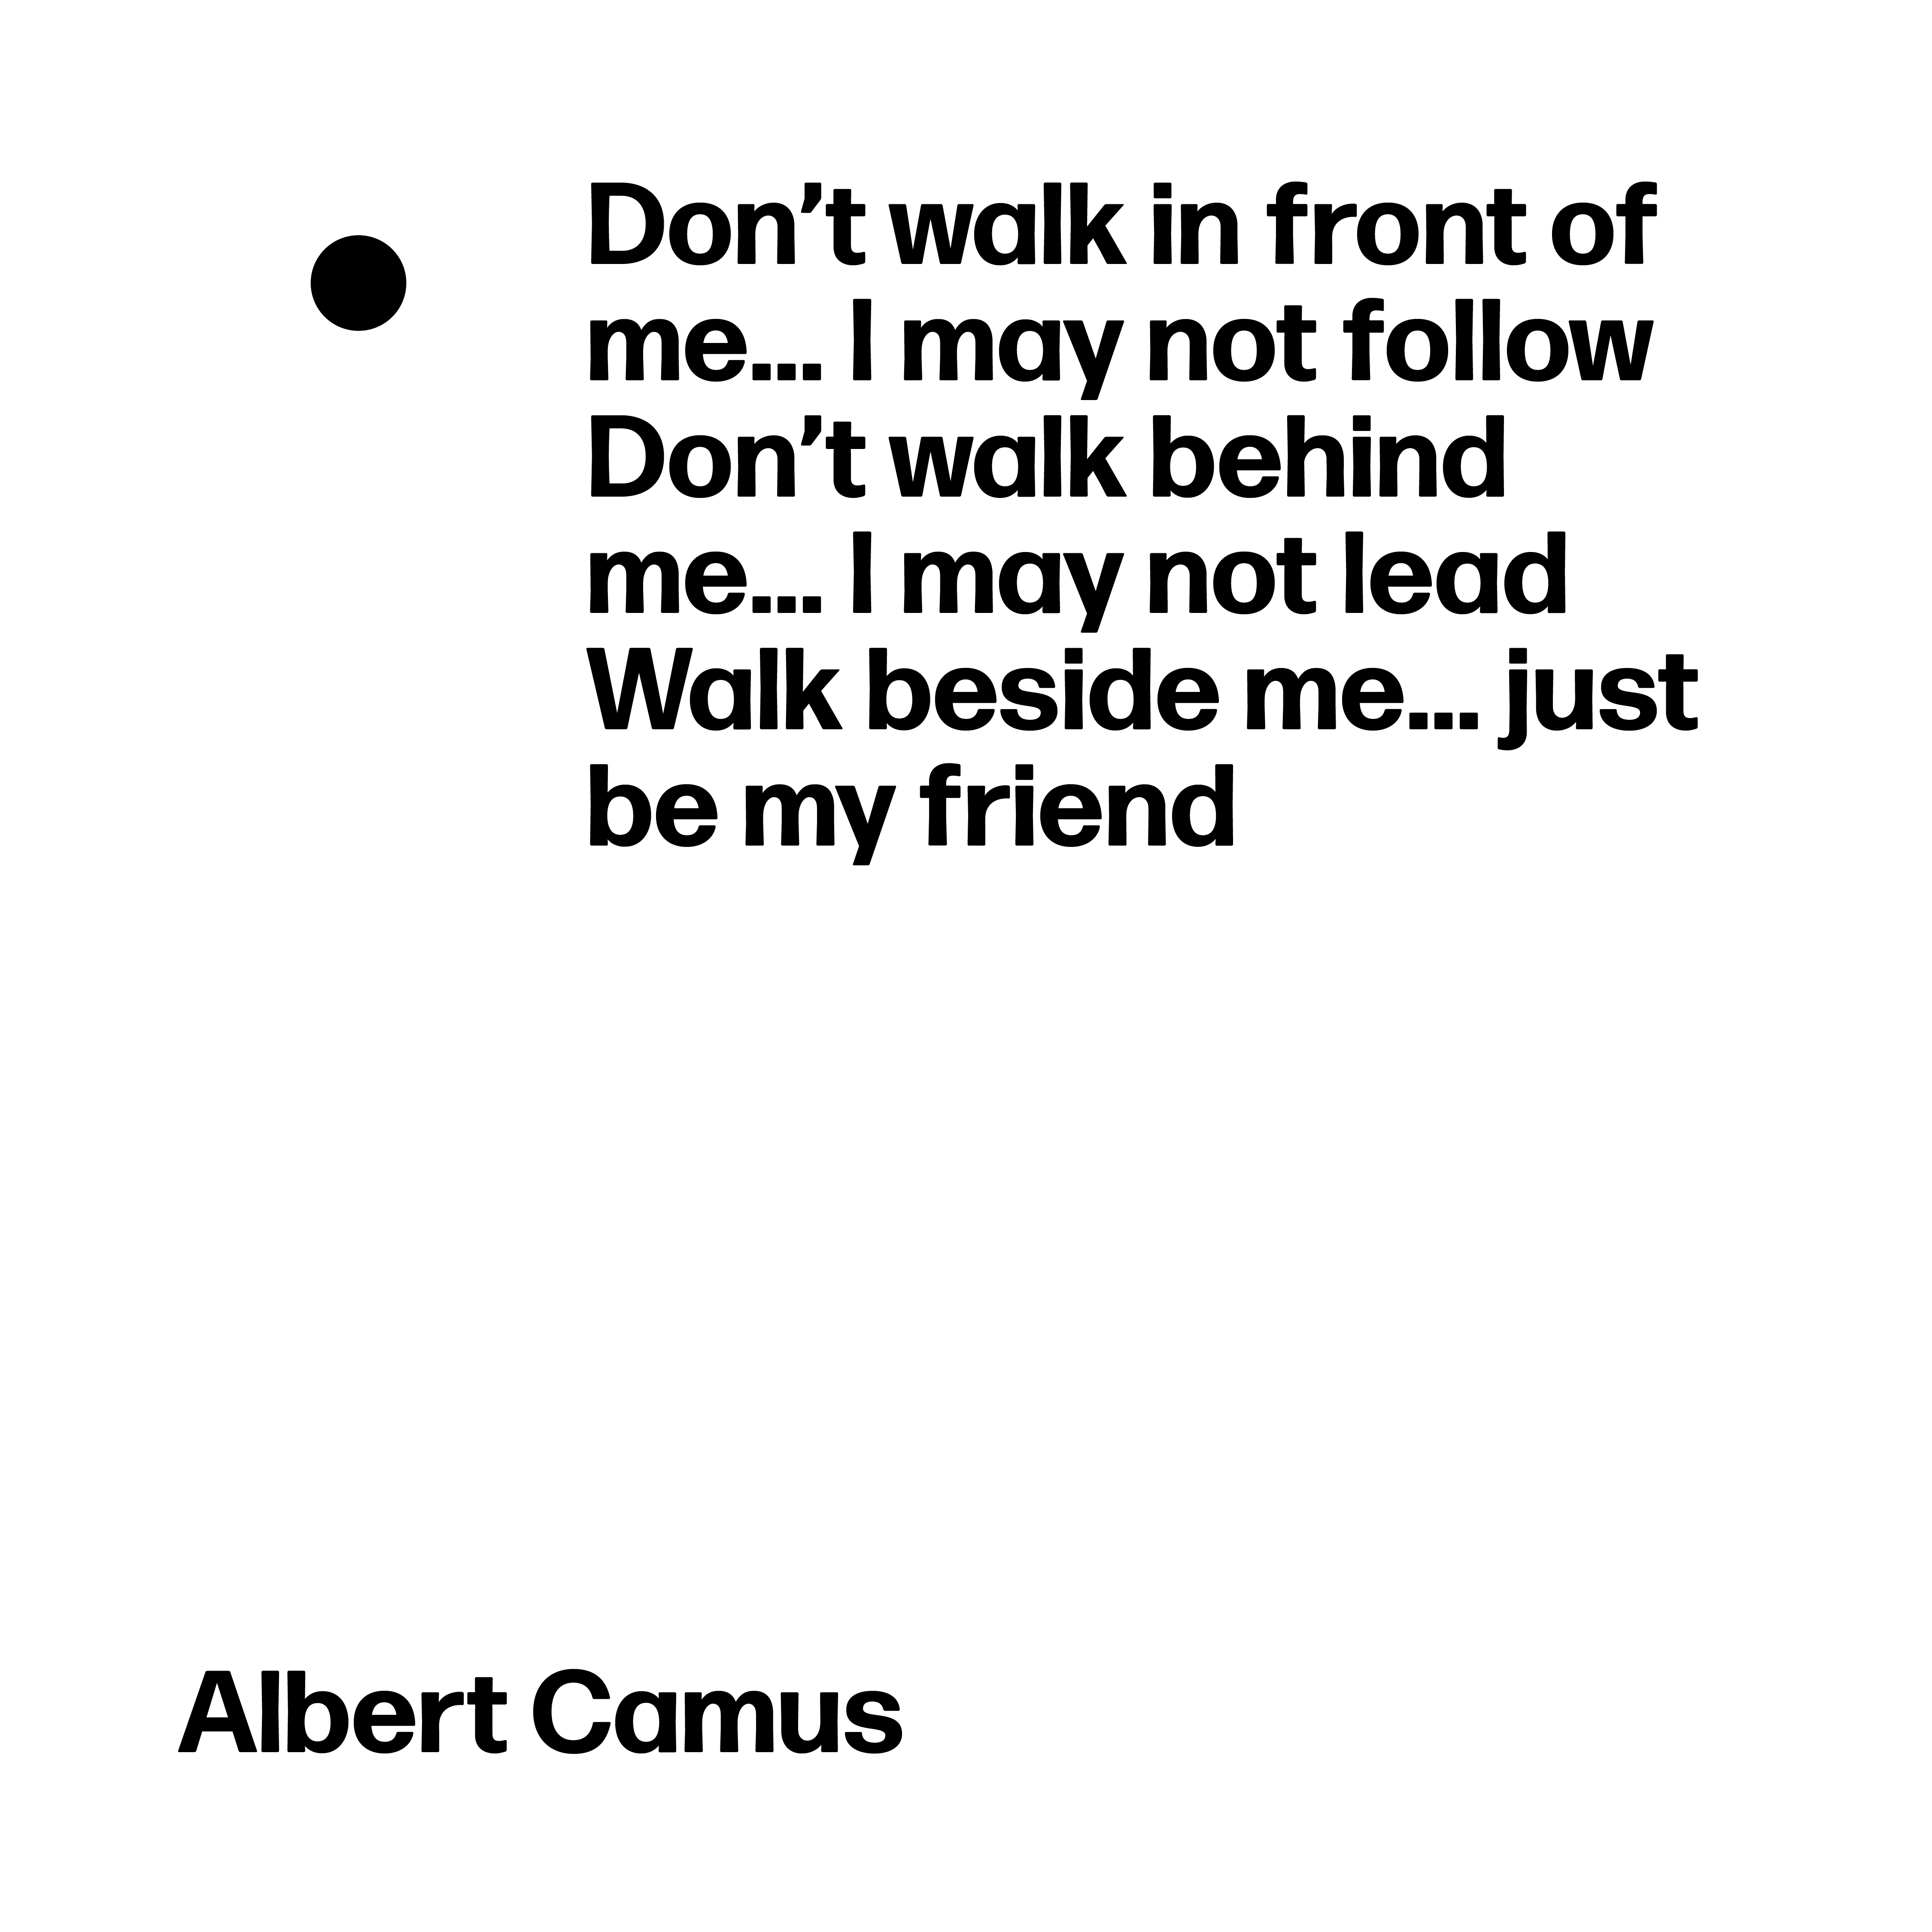 Don’t walk in front of
me… I may not follow
Don’t walk behind
me… I may not lead
Walk beside me… just
be my friend
Albert Camus